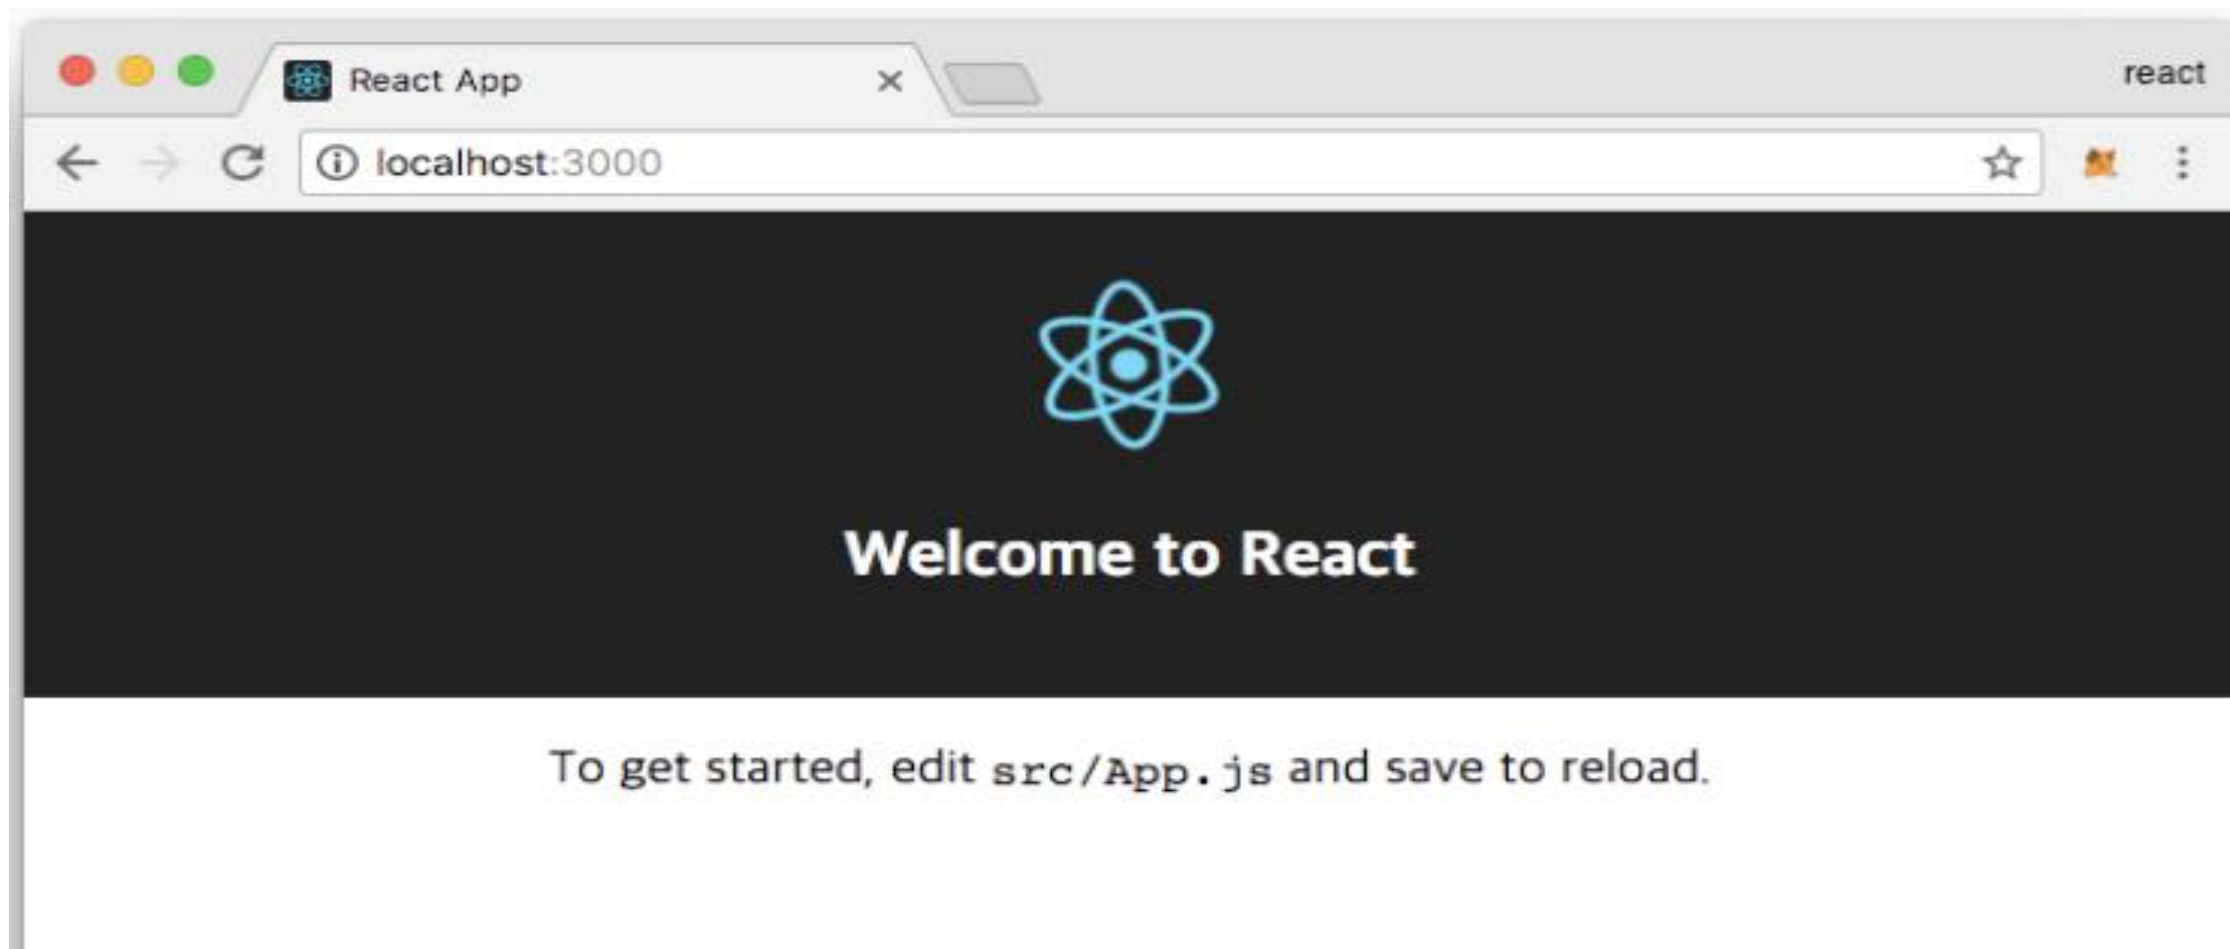 React App
react
localhost:3000
Welcome to React
To get started, edit src/App.js and save to reload.